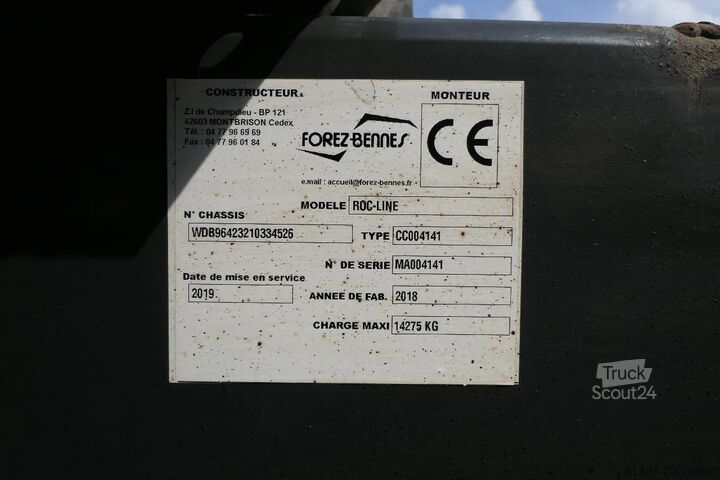 CONSTRUCTEUR
MONTEUR
Z.I de Champdieu - BP 121
42603 MONTBRISON Cedex
Tél. : 04 77 96 69 69
Fax : 04 77 96 01 84
FOREZ-BENNES
CE
e.mail : accueil@forez-bennes.fr
MODELE ROC-LINE
N° CHASSIS
WDB96423210334526
TYPE CC004141
N° DE SERIE MA004141
Date de mise en service
2019
ANNEE DE FAB. 2018
CHARGE MAXI 14275 KG
Truck
Scout24